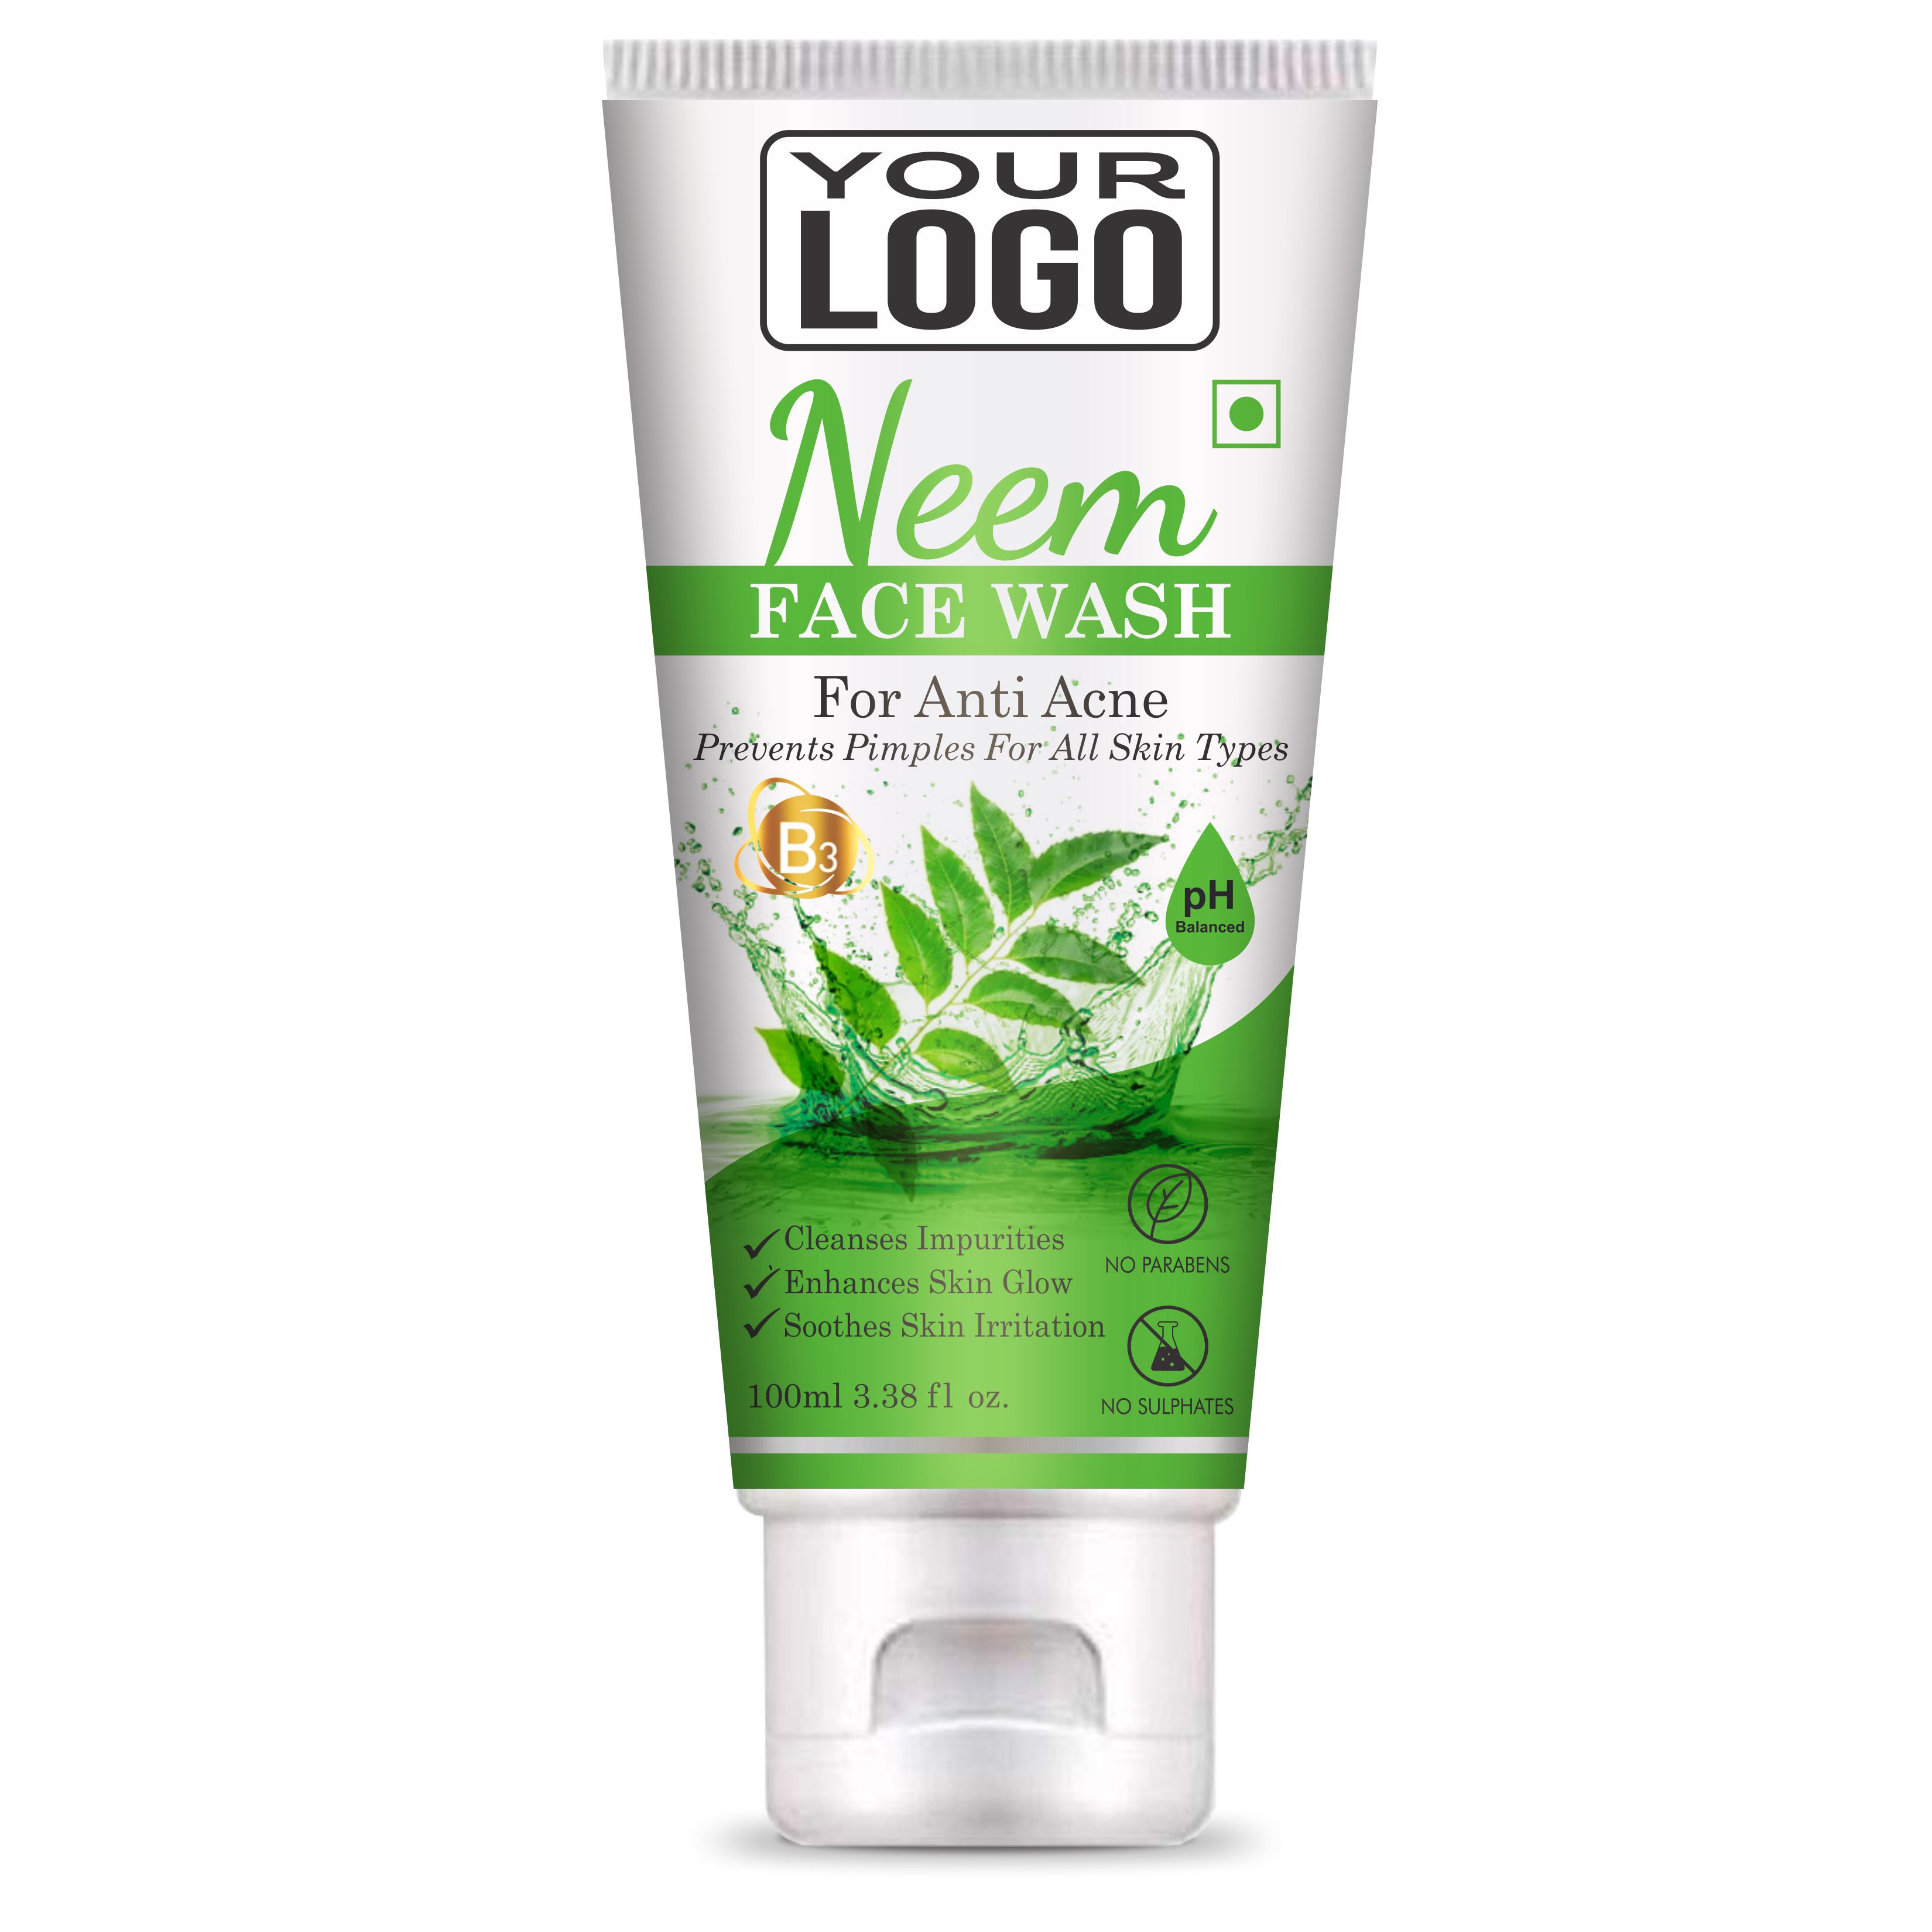 YOUR
LOGO
Neem
FACE WASH
For Anti Acne
Prevents Pimples For All Skin Types
B3
pH
Balanced
Cleanses Impurities
Enhances Skin Glow
Soothes Skin Irritation
100ml 3.38 fl oz.
NO PARABENS
NO SULPHATES